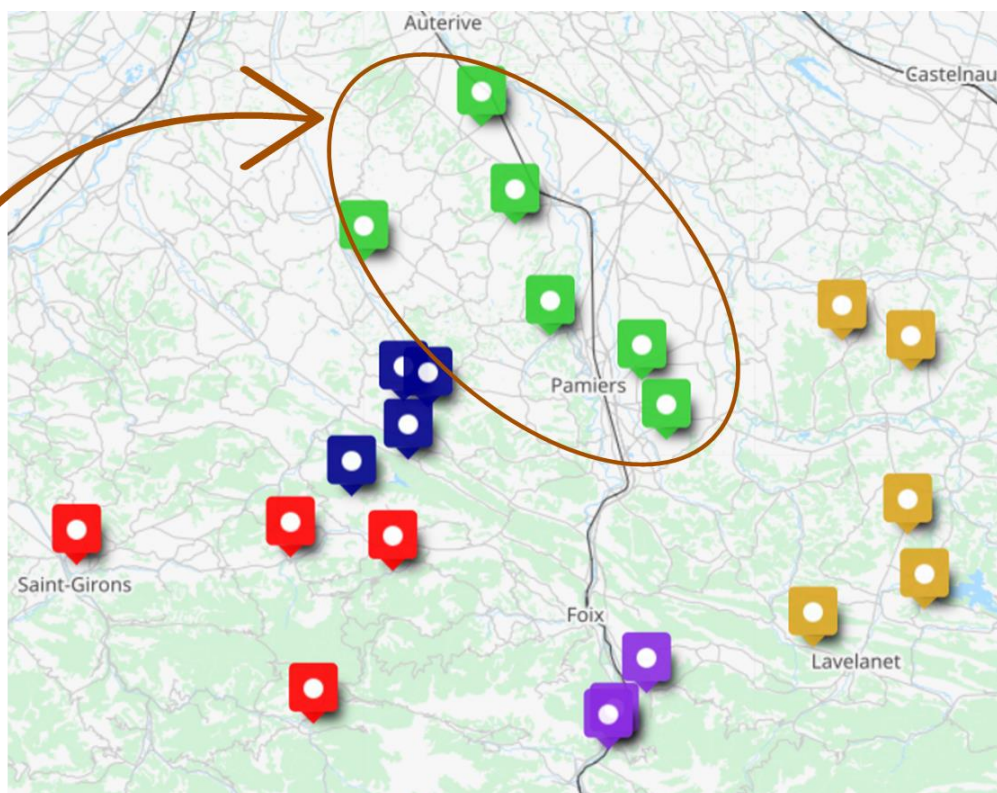 Auterive
Castelnau
Pamiers
Saint-Girons
Foix
Lavelanet